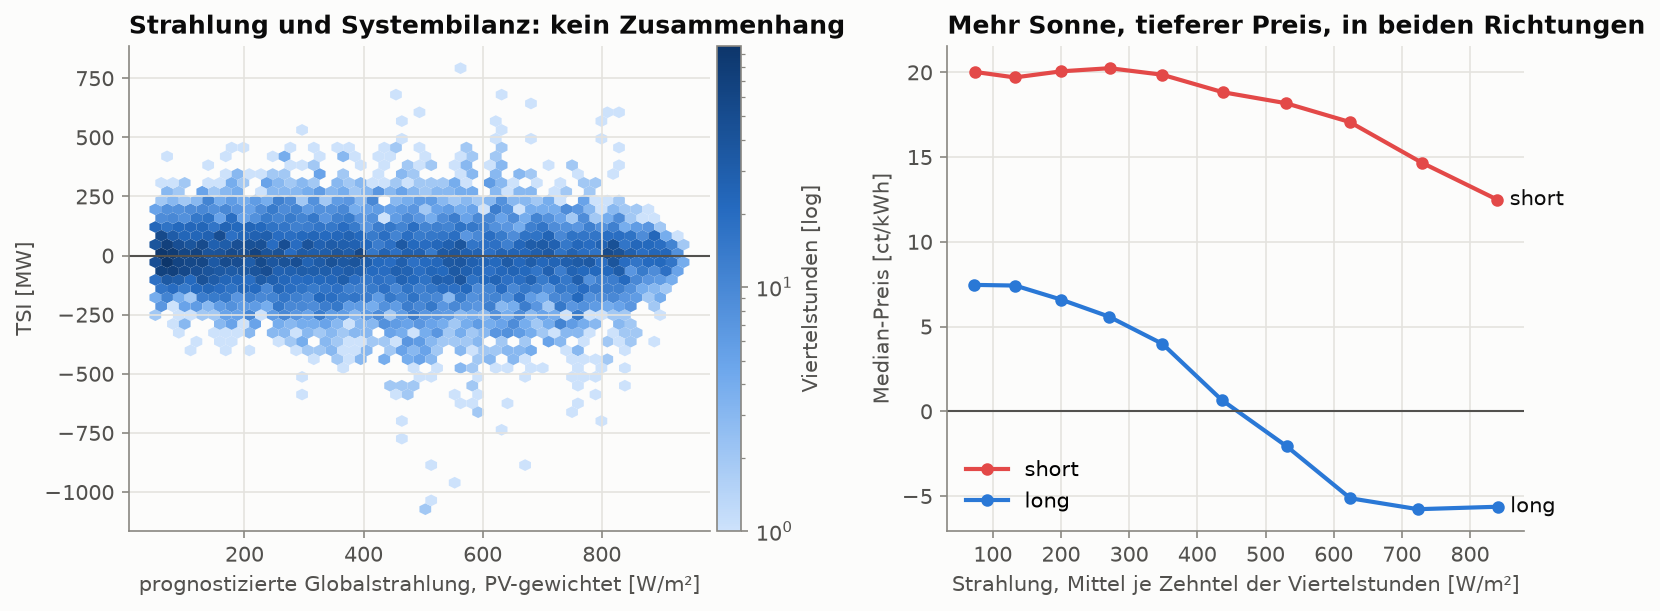 Strahlung und Systembilanz: kein Zusammenhang
750
500
250
0
−250
−500
−750
−1000
TSI [MW]
200
400
600
800
prognostizierte Globalstrahlung, PV-gewichtet [W/m²]
10¹
10⁰
Viertelstunden [log]
Mehr Sonne, tieferer Preis, in beiden Richtungen
20
15
10
5
0
−5
Median-Preis [ct/kWh]
short
long
short
long
100
200
300
400
500
600
700
800
Strahlung, Mittel je Zehntel der Viertelstunden [W/m²]